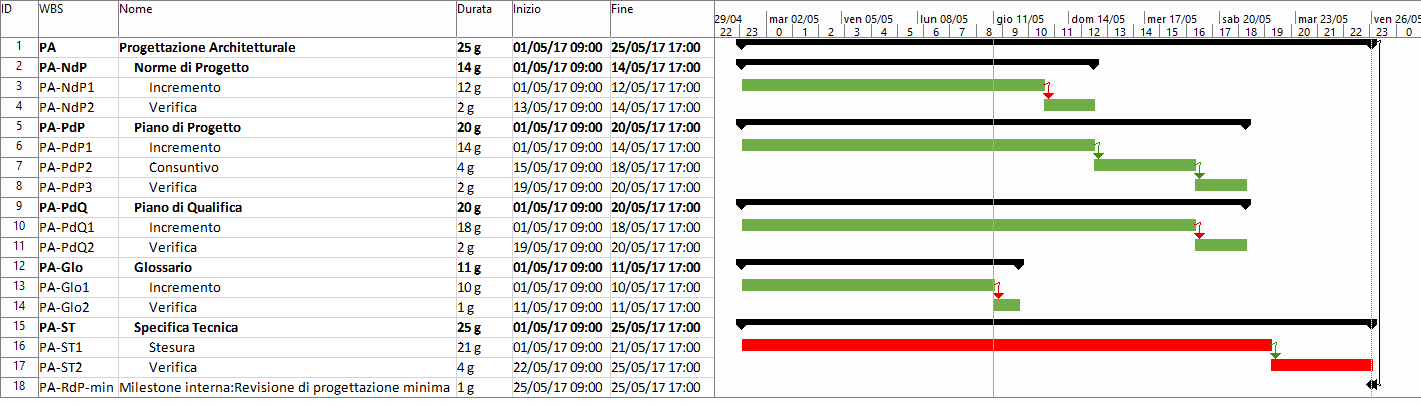 ID WBS Nome Durata Inizio Fine
29/04 mar 02/05 ven 05/05 lun 08/05 gio 11/05 dom 14/05 mer 17/05 sab 20/05 mar 23/05 ven 26/05
22 23 0 1 2 3 4 5 6 7 8 9 10 11 12 13 14 15 16 17 18 19 20 21 22 23 0
1 PA Progettazione Architetturale 25 g 01/05/17 09:00 25/05/17 17:00
2 PA-NdP Norme di Progetto 14 g 01/05/17 09:00 14/05/17 17:00
3 PA-NdP1 Incremento 12 g 01/05/17 09:00 12/05/17 17:00
4 PA-NdP2 Verifica 2 g 13/05/17 09:00 14/05/17 17:00
5 PA-PdP Piano di Progetto 20 g 01/05/17 09:00 20/05/17 17:00
6 PA-PdP1 Incremento 14 g 01/05/17 09:00 14/05/17 17:00
7 PA-PdP2 Consuntivo 4 g 15/05/17 09:00 18/05/17 17:00
8 PA-PdP3 Verifica 2 g 19/05/17 09:00 20/05/17 17:00
9 PA-PdQ Piano di Qualifica 20 g 01/05/17 09:00 20/05/17 17:00
10 PA-PdQ1 Incremento 18 g 01/05/17 09:00 18/05/17 17:00
11 PA-PdQ2 Verifica 2 g 19/05/17 09:00 20/05/17 17:00
12 PA-Glo Glossario 11 g 01/05/17 09:00 11/05/17 17:00
13 PA-Glo1 Incremento 10 g 01/05/17 09:00 10/05/17 17:00
14 PA-Glo2 Verifica 1 g 11/05/17 09:00 11/05/17 17:00
15 PA-ST Specifica Tecnica 25 g 01/05/17 09:00 25/05/17 17:00
16 PA-ST1 Stesura 21 g 01/05/17 09:00 21/05/17 17:00
17 PA-ST2 Verifica 4 g 22/05/17 09:00 25/05/17 17:00
18 PA-RdP-min Milestone interna:Revisione di progettazione minima 1 g 25/05/17 09:00 25/05/17 17:00